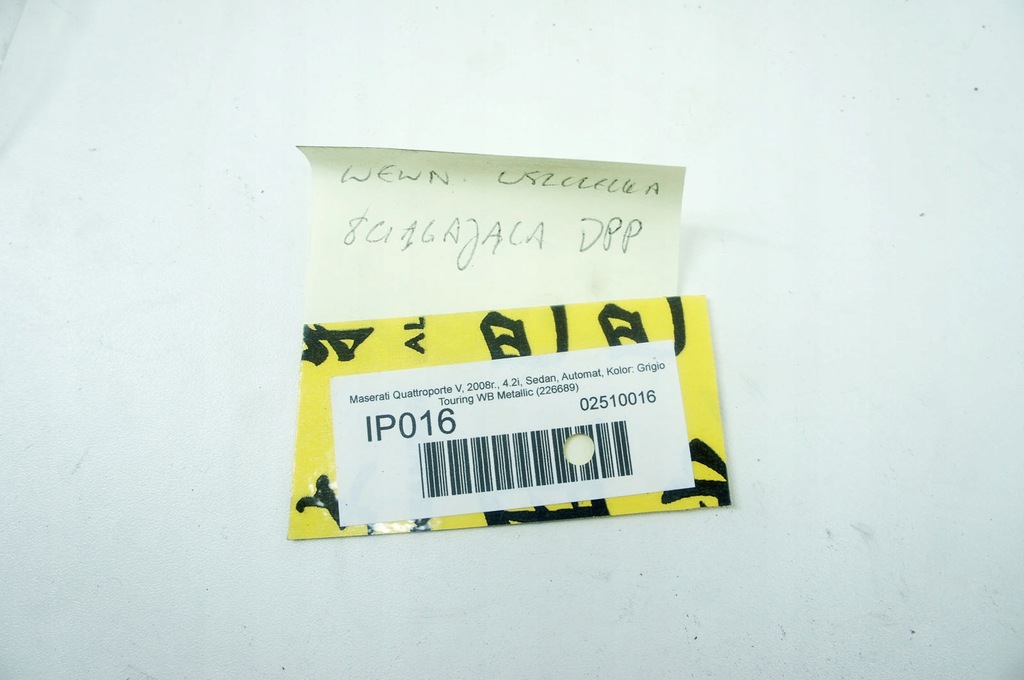 WEWN. USZCZELKA
ŚCIĄGAJĄCA DPP
AL
Maserati Quattroporte V, 2008r., 4.2i, Sedan, Automat, Kolor: Grigio
Touring WB Metallic (226689)
IP016
02510016